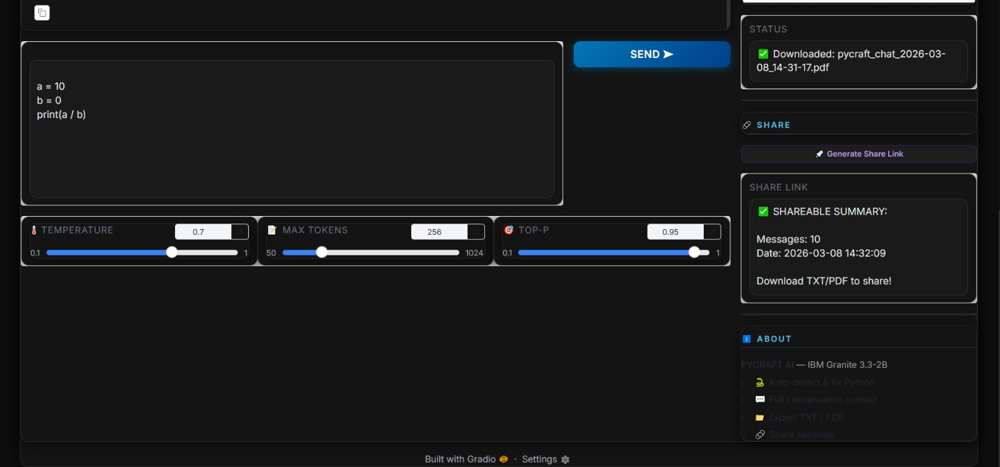 SEND ➤
a = 10
b = 0
print(a / b)
TEMPERATURE
0.7
0.1
1
MAX TOKENS
256
50
1024
TOP-P
0.95
0.1
1
STATUS
✅ Downloaded: pycraft_chat_2026-03-
08_14-31-17.pdf
SHARE
Generate Share Link
SHARE LINK
✅ SHAREABLE SUMMARY:
Messages: 10
Date: 2026-03-08 14:32:09
Download TXT/PDF to share!
ABOUT
PYCRAFT AI — IBM Granite 3.3-2B
Auto-detect & fix Python
Full conversation context
Export TXT / PDF
Share sessions
Built with Gradio · Settings